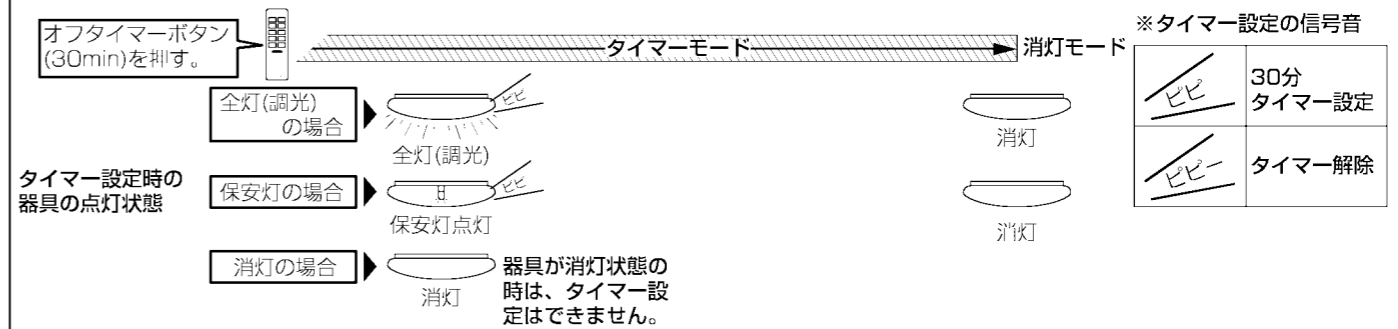 オフタイマーボタン
(30min)を押す。
タイマーモード
消灯モード
※タイマー設定の信号音
ピピ
30分
タイマー設定
ピピー
タイマー解除
タイマー設定時の
器具の点灯状態
全灯(調光)
の場合
ピピ
全灯(調光)
消灯
保安灯の場合
ピピ
保安灯点灯
消灯
消灯の場合
消灯
器具が消灯状態の
時は、タイマー設
定はできません。